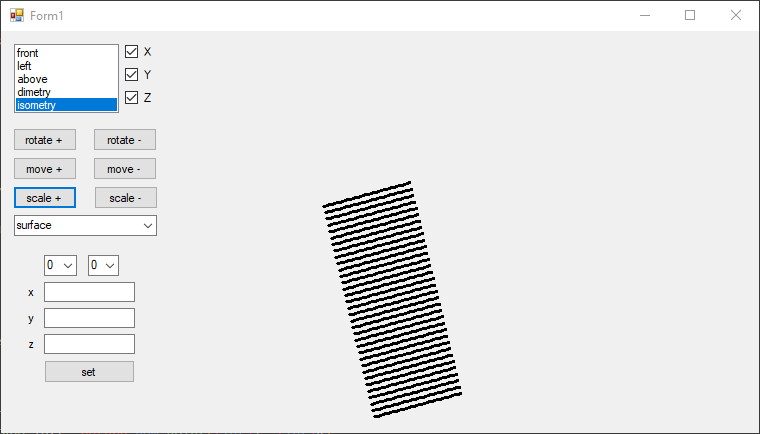 Form1
front
left
above
dimetry
isometry
X
Y
Z
rotate +
rotate -
move +
move -
scale +
scale -
surface
0
0
x
y
z
set